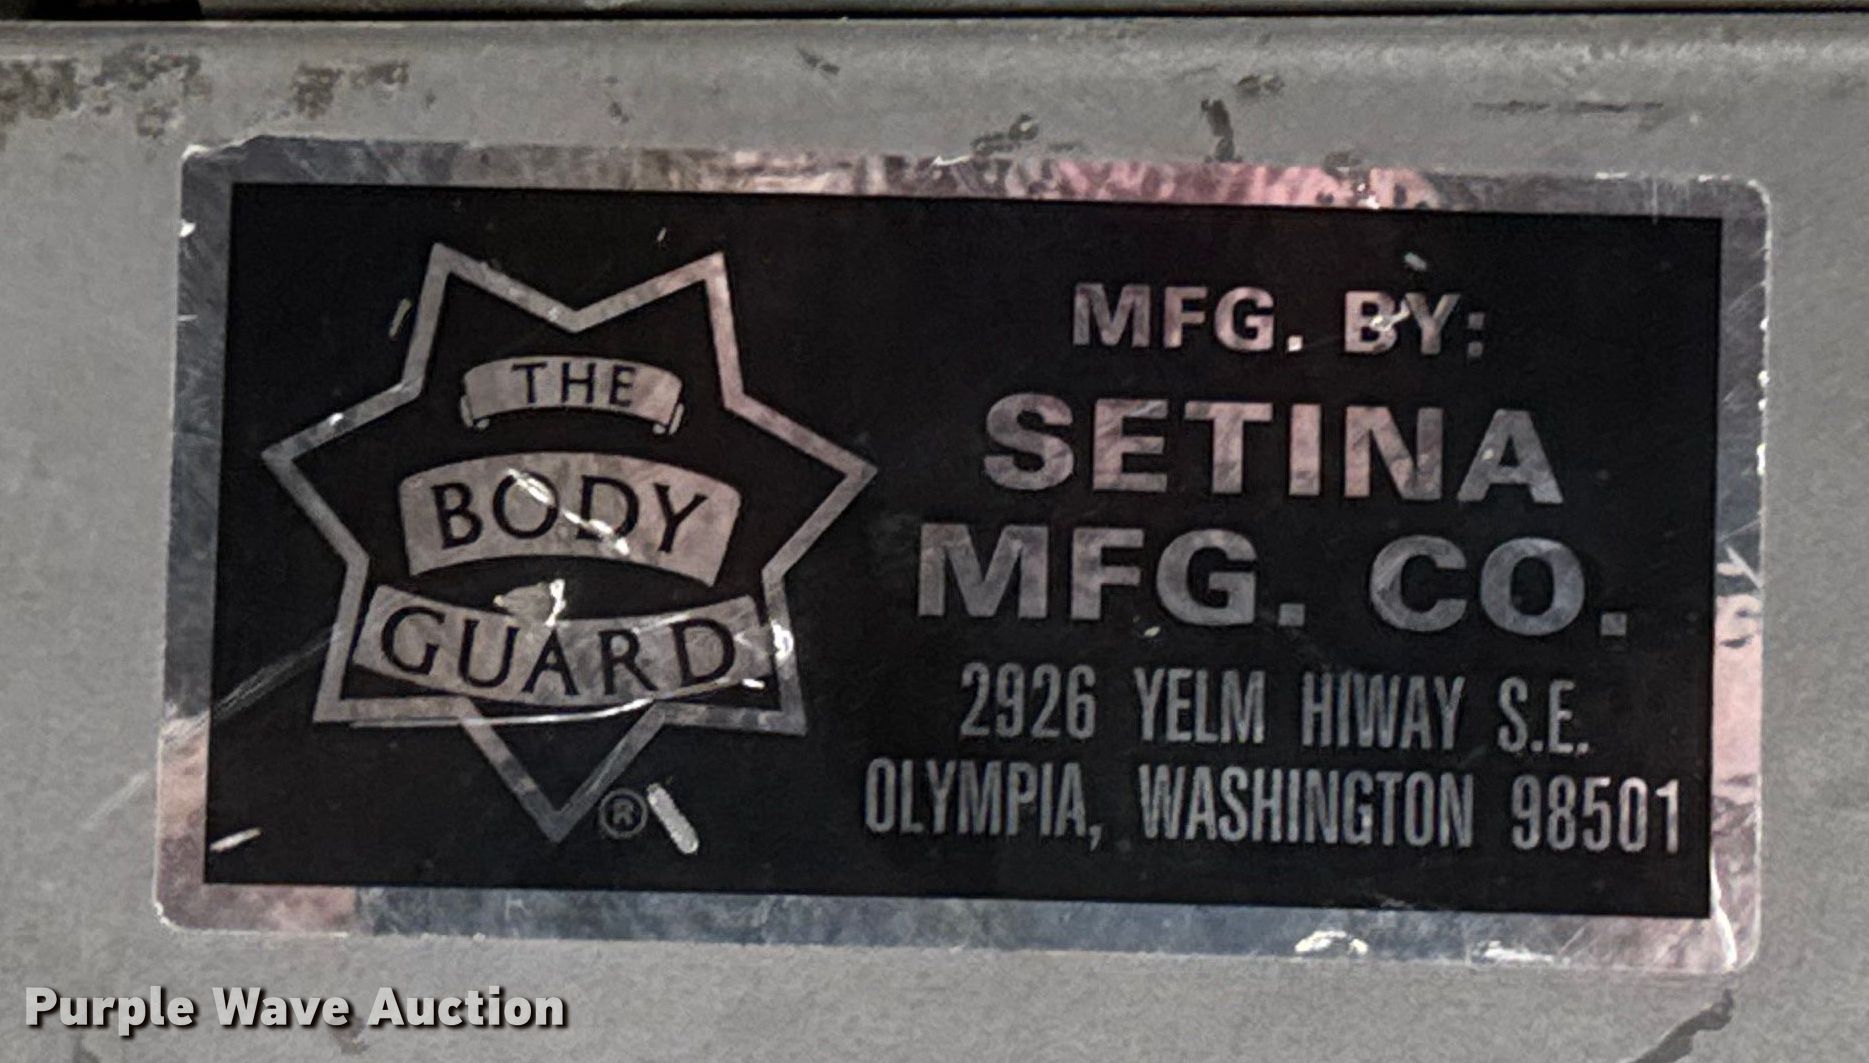 THE
BODY
GUARD
®
MFG. BY:
SETINA
MFG. CO.
2926 YELM HIWAY S.E.
OLYMPIA, WASHINGTON 98501
Purple Wave Auction